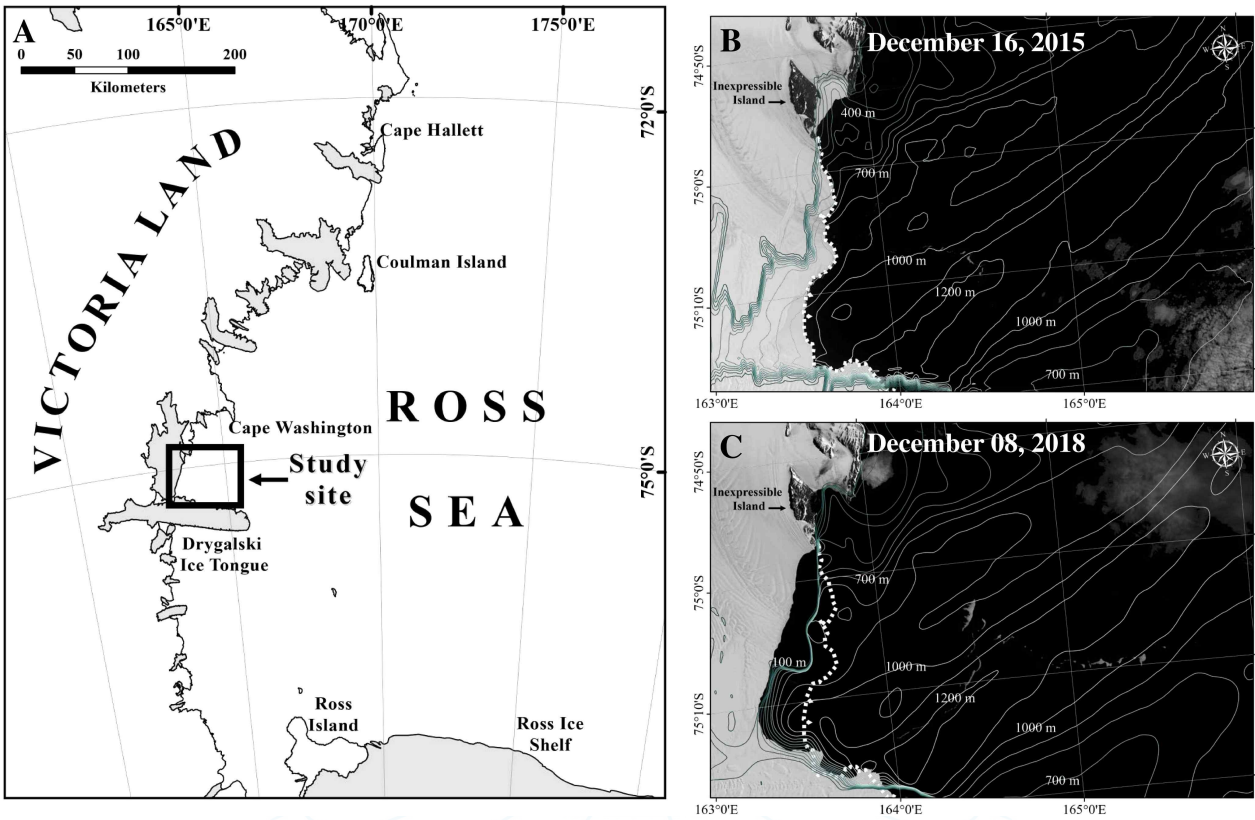 A
165°0'E
170°0'E
175°0'E
0 50 100 200
Kilometers
72°0'S
Cape Hallett
VICTORIA LAND
Coulman Island
ROSS
SEA
Cape Washington
Study
site
75°0'S
Drygalski
Ice Tongue
Ross
Island
Ross Ice
Shelf
B
December 16, 2015
N
W E
S
74°50'S
Inexpressible
Island
400 m
700 m
75°0'S
1000 m
1200 m
75°10'S
1000 m
700 m
163°0'E
164°0'E
165°0'E
C
December 08, 2018
N
W E
S
74°50'S
Inexpressible
Island
700 m
75°0'S
100 m
1000 m
1200 m
75°10'S
1000 m
700 m
163°0'E
164°0'E
165°0'E